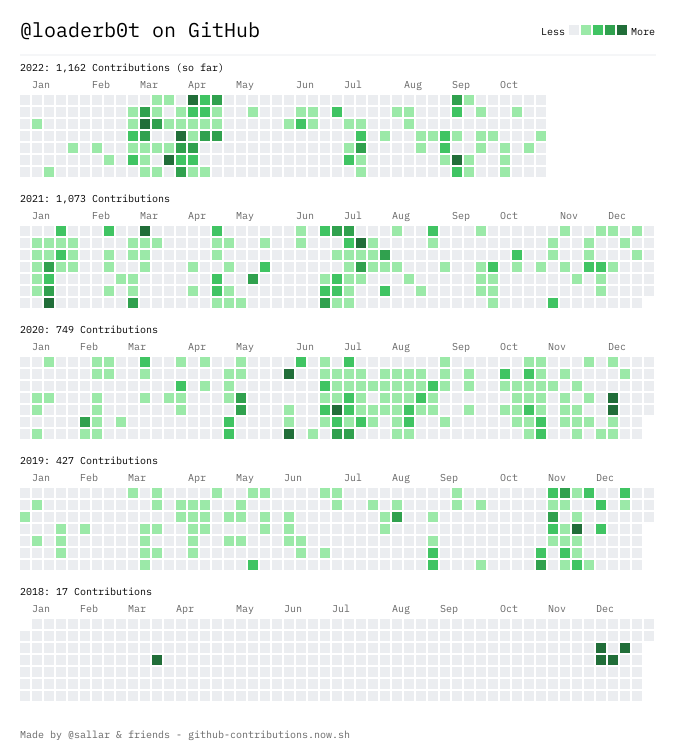 @loaderb0t on GitHub
Less More
2022: 1,162 Contributions (so far)
Jan Feb Mar Apr May Jun Jul Aug Sep Oct
2021: 1,073 Contributions
Jan Feb Mar Apr May Jun Jul Aug Sep Oct Nov Dec
2020: 749 Contributions
Jan Feb Mar Apr May Jun Jul Aug Sep Oct Nov Dec
2019: 427 Contributions
Jan Feb Mar Apr May Jun Jul Aug Sep Oct Nov Dec
2018: 17 Contributions
Jan Feb Mar Apr May Jun Jul Aug Sep Oct Nov Dec
Made by @sallar & friends - github-contributions.now.sh